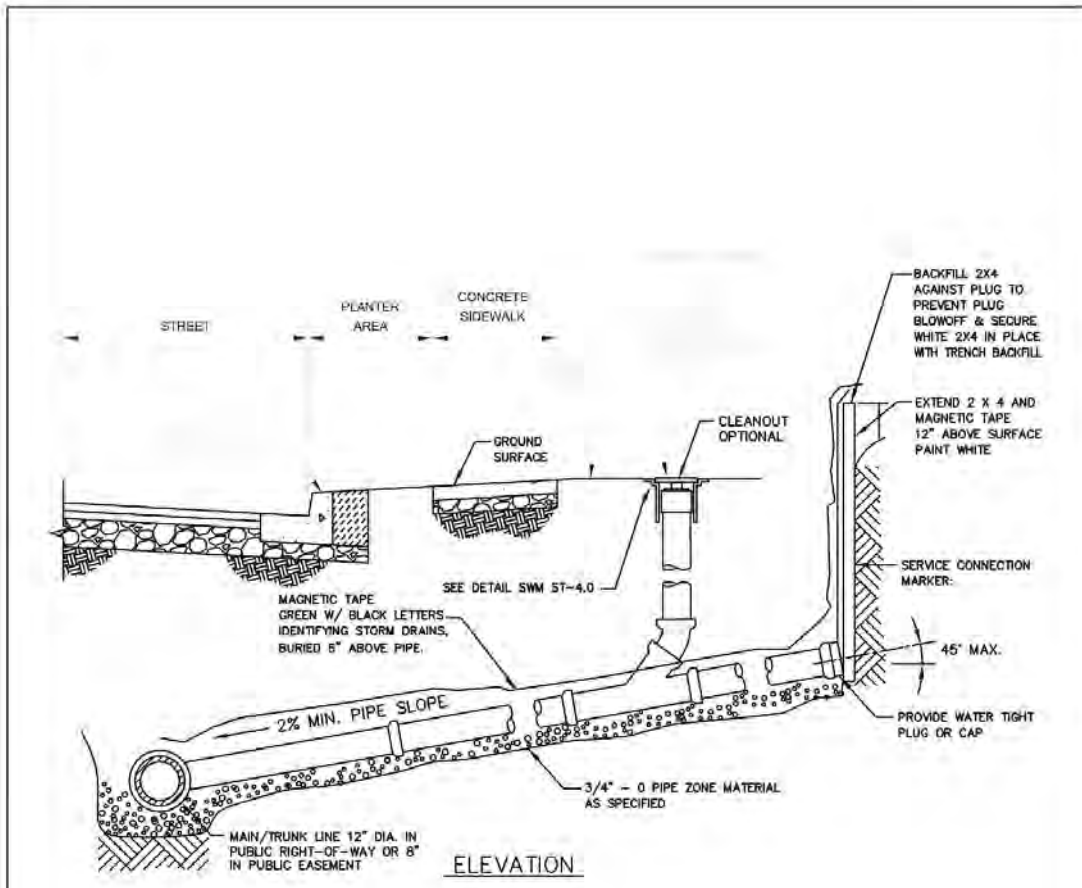 BACKFILL 2X4
AGAINST PLUG TO
PREVENT PLUG
BLOWOFF & SECURE
WHITE 2X4 IN PLACE
WITH TRENCH BACKFILL
STREET
PLANTER
AREA
CONCRETE
SIDEWALK
EXTEND 2 X 4 AND
MAGNETIC TAPE
12" ABOVE SURFACE
PAINT WHITE
GROUND
SURFACE
CLEANOUT
OPTIONAL
SERVICE CONNECTION
MARKER:
SEE DETAIL SWM ST-4.0
MAGNETIC TAPE
GREEN W/ BLACK LETTERS
IDENTIFYING STORM DRAINS,
BURIED 6" ABOVE PIPE.
45° MAX.
2% MIN. PIPE SLOPE
PROVIDE WATER TIGHT
PLUG OR CAP
3/4" - 0 PIPE ZONE MATERIAL
AS SPECIFIED
MAIN/TRUNK LINE 12" DIA. IN
PUBLIC RIGHT-OF-WAY OR 8"
IN PUBLIC EASEMENT
ELEVATION